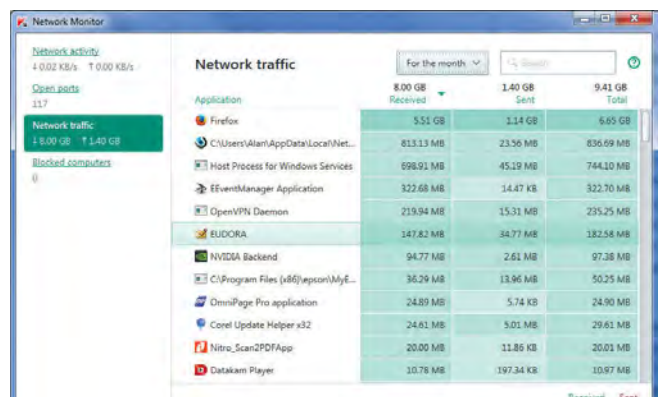 Network Monitor
Network activity
↓ 0.02 KB/s ↑ 0.00 KB/s
Open ports
117
Network traffic
↓ 8.00 GB ↑ 1.40 GB
Blocked computers
0
Network traffic
For the month
Search
8.00 GB 1.40 GB 9.41 GB
Application Received Sent Total
Firefox 5.51 GB 1.14 GB 6.65 GB
C:\Users\Alan\AppData\Local\Net... 813.13 MB 23.56 MB 836.69 MB
Host Process for Windows Services 698.91 MB 45.19 MB 744.10 MB
EEventManager Application 322.68 MB 14.47 KB 322.70 MB
OpenVPN Daemon 219.94 MB 15.31 MB 235.25 MB
EUDORA 147.82 MB 34.77 MB 182.58 MB
NVIDIA Backend 94.77 MB 2.61 MB 97.38 MB
C:\Program Files (x86)\epson\MyE... 36.29 MB 13.96 MB 50.25 MB
OmniPage Pro application 24.89 MB 5.74 KB 24.90 MB
Corel Update Helper x32 24.61 MB 5.01 MB 29.61 MB
Nitro_Scan2PDFApp 20.00 MB 11.86 KB 20.01 MB
Datakam Player 10.78 MB 197.34 KB 10.97 MB
Received Sent